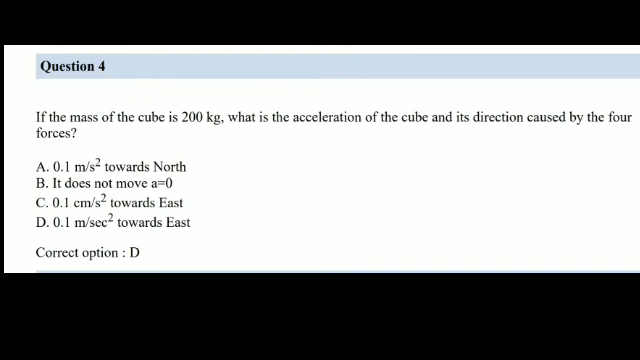 Question 4
If the mass of the cube is 200 kg, what is the acceleration of the cube and its direction caused by the four
forces?
A. 0.1 m/s² towards North
B. It does not move a=0
C. 0.1 cm/s² towards East
D. 0.1 m/sec² towards East
Correct option : D